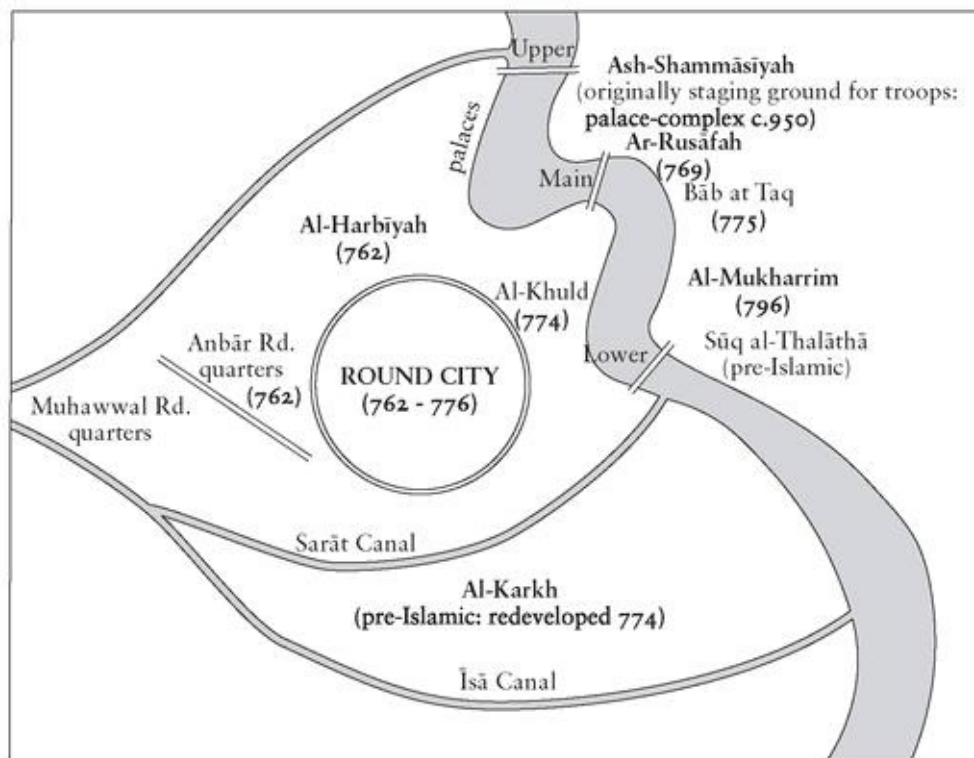 Upper
Ash-Shammāsīyah
(originally staging ground for troops:
palace-complex c.950)
palaces
Ar-Rusāfah
(769)
Main
Bāb at Taq
(775)
Al-Harbīyah
(762)
Al-Mukharrim
(796)
Al-Khuld
(774)
Sūq al-Thalāthā
(pre-Islamic)
Lower
Anbār Rd.
quarters
(762)
ROUND CITY
(762 - 776)
Muhawwal Rd.
quarters
Sarāt Canal
Al-Karkh
(pre-Islamic: redeveloped 774)
Īsā Canal